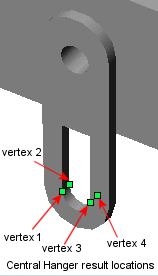 vertex 2
vertex 1
vertex 3
vertex 4
Central Hanger result locations